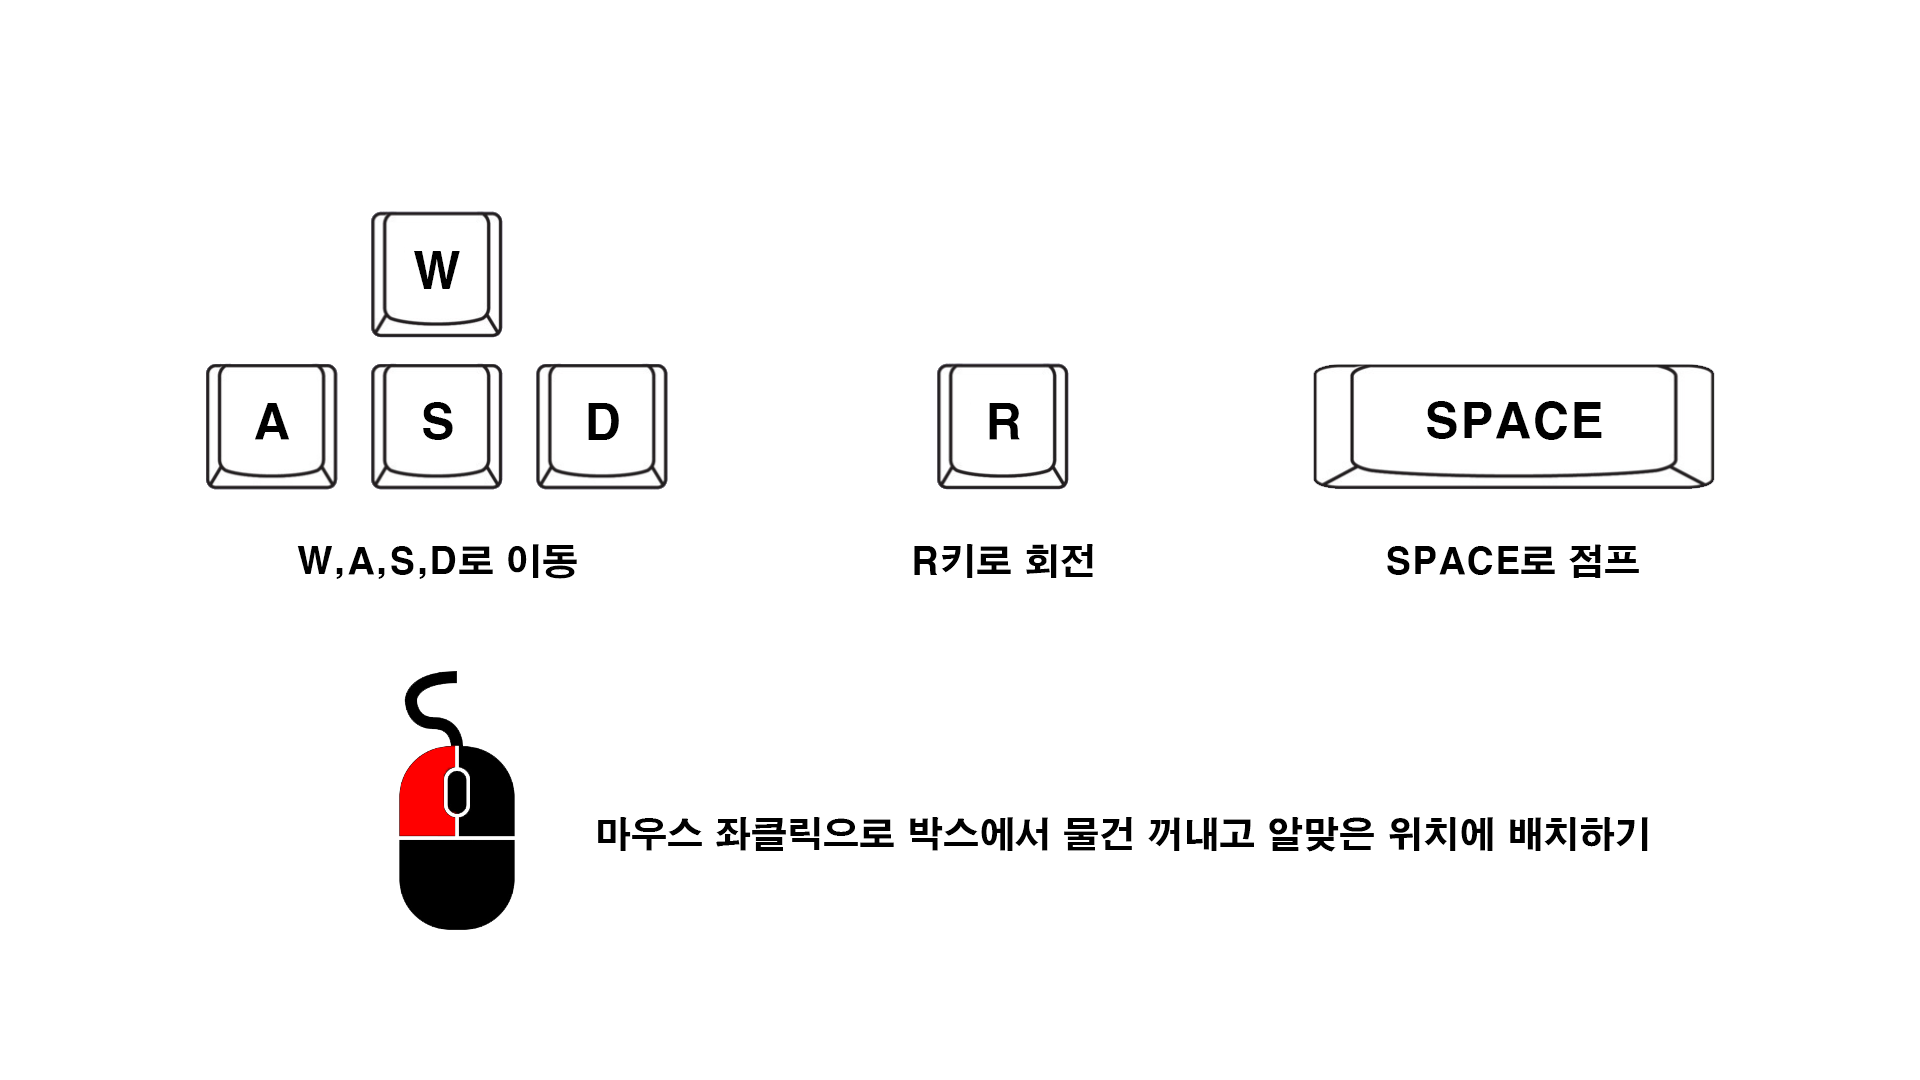 W
A S D
R
SPACE
W,A,S,D로 이동
R키로 회전
SPACE로 점프
마우스 좌클릭으로 박스에서 물건 꺼내고 알맞은 위치에 배치하기